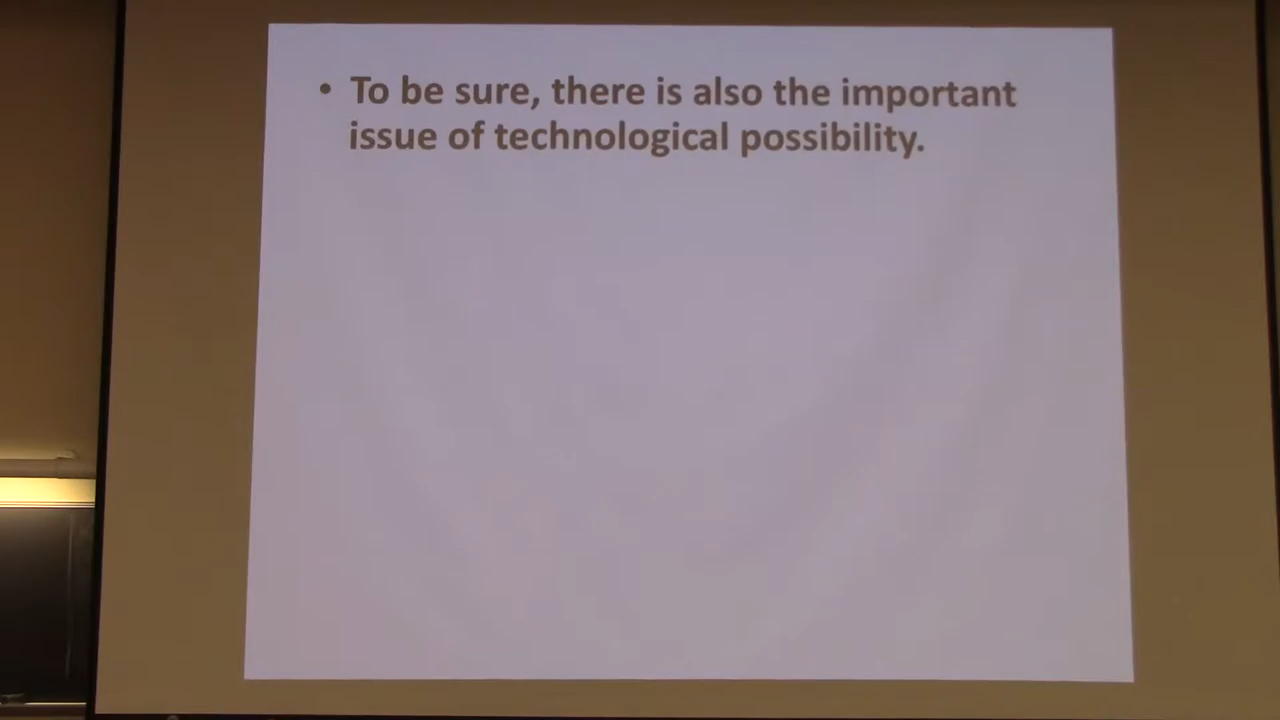 • To be sure, there is also the important
issue of technological possibility.